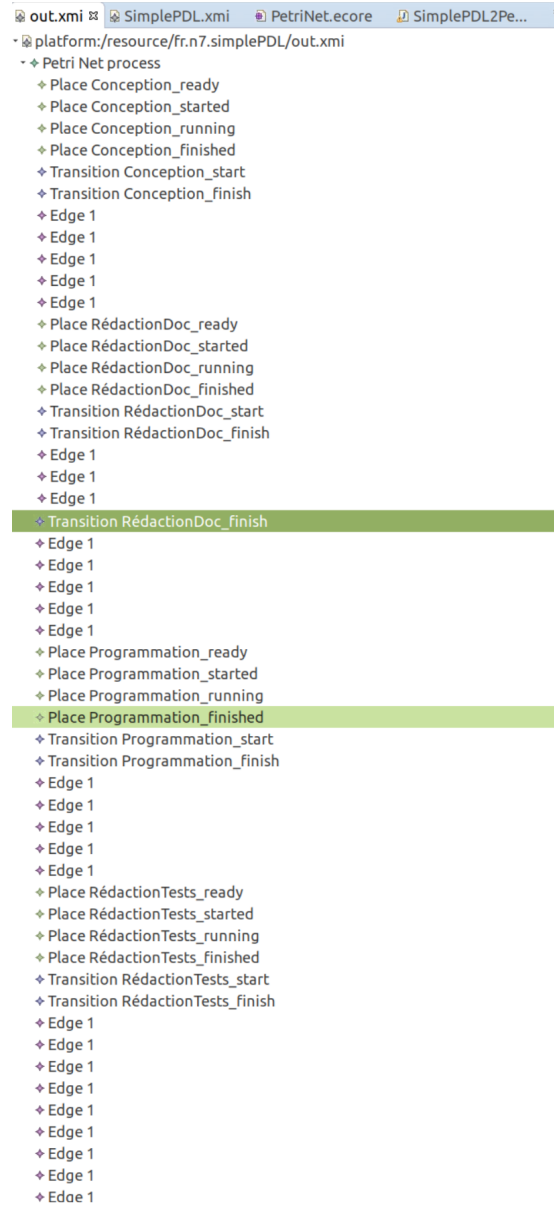 out.xmi SimplePDL.xmi PetriNet.ecore SimplePDL2Pe...
platform:/resource/fr.n7.simplePDL/out.xmi
Petri Net process
Place Conception_ready
Place Conception_started
Place Conception_running
Place Conception_finished
Transition Conception_start
Transition Conception_finish
Edge 1
Edge 1
Edge 1
Edge 1
Edge 1
Place RédactionDoc_ready
Place RédactionDoc_started
Place RédactionDoc_running
Place RédactionDoc_finished
Transition RédactionDoc_start
Transition RédactionDoc_finish
Edge 1
Edge 1
Edge 1
Transition RédactionDoc_finish
Edge 1
Edge 1
Edge 1
Edge 1
Edge 1
Place Programmation_ready
Place Programmation_started
Place Programmation_running
Place Programmation_finished
Transition Programmation_start
Transition Programmation_finish
Edge 1
Edge 1
Edge 1
Edge 1
Edge 1
Place RédactionTests_ready
Place RédactionTests_started
Place RédactionTests_running
Place RédactionTests_finished
Transition RédactionTests_start
Transition RédactionTests_finish
Edge 1
Edge 1
Edge 1
Edge 1
Edge 1
Edge 1
Edge 1
Edge 1
Edge 1